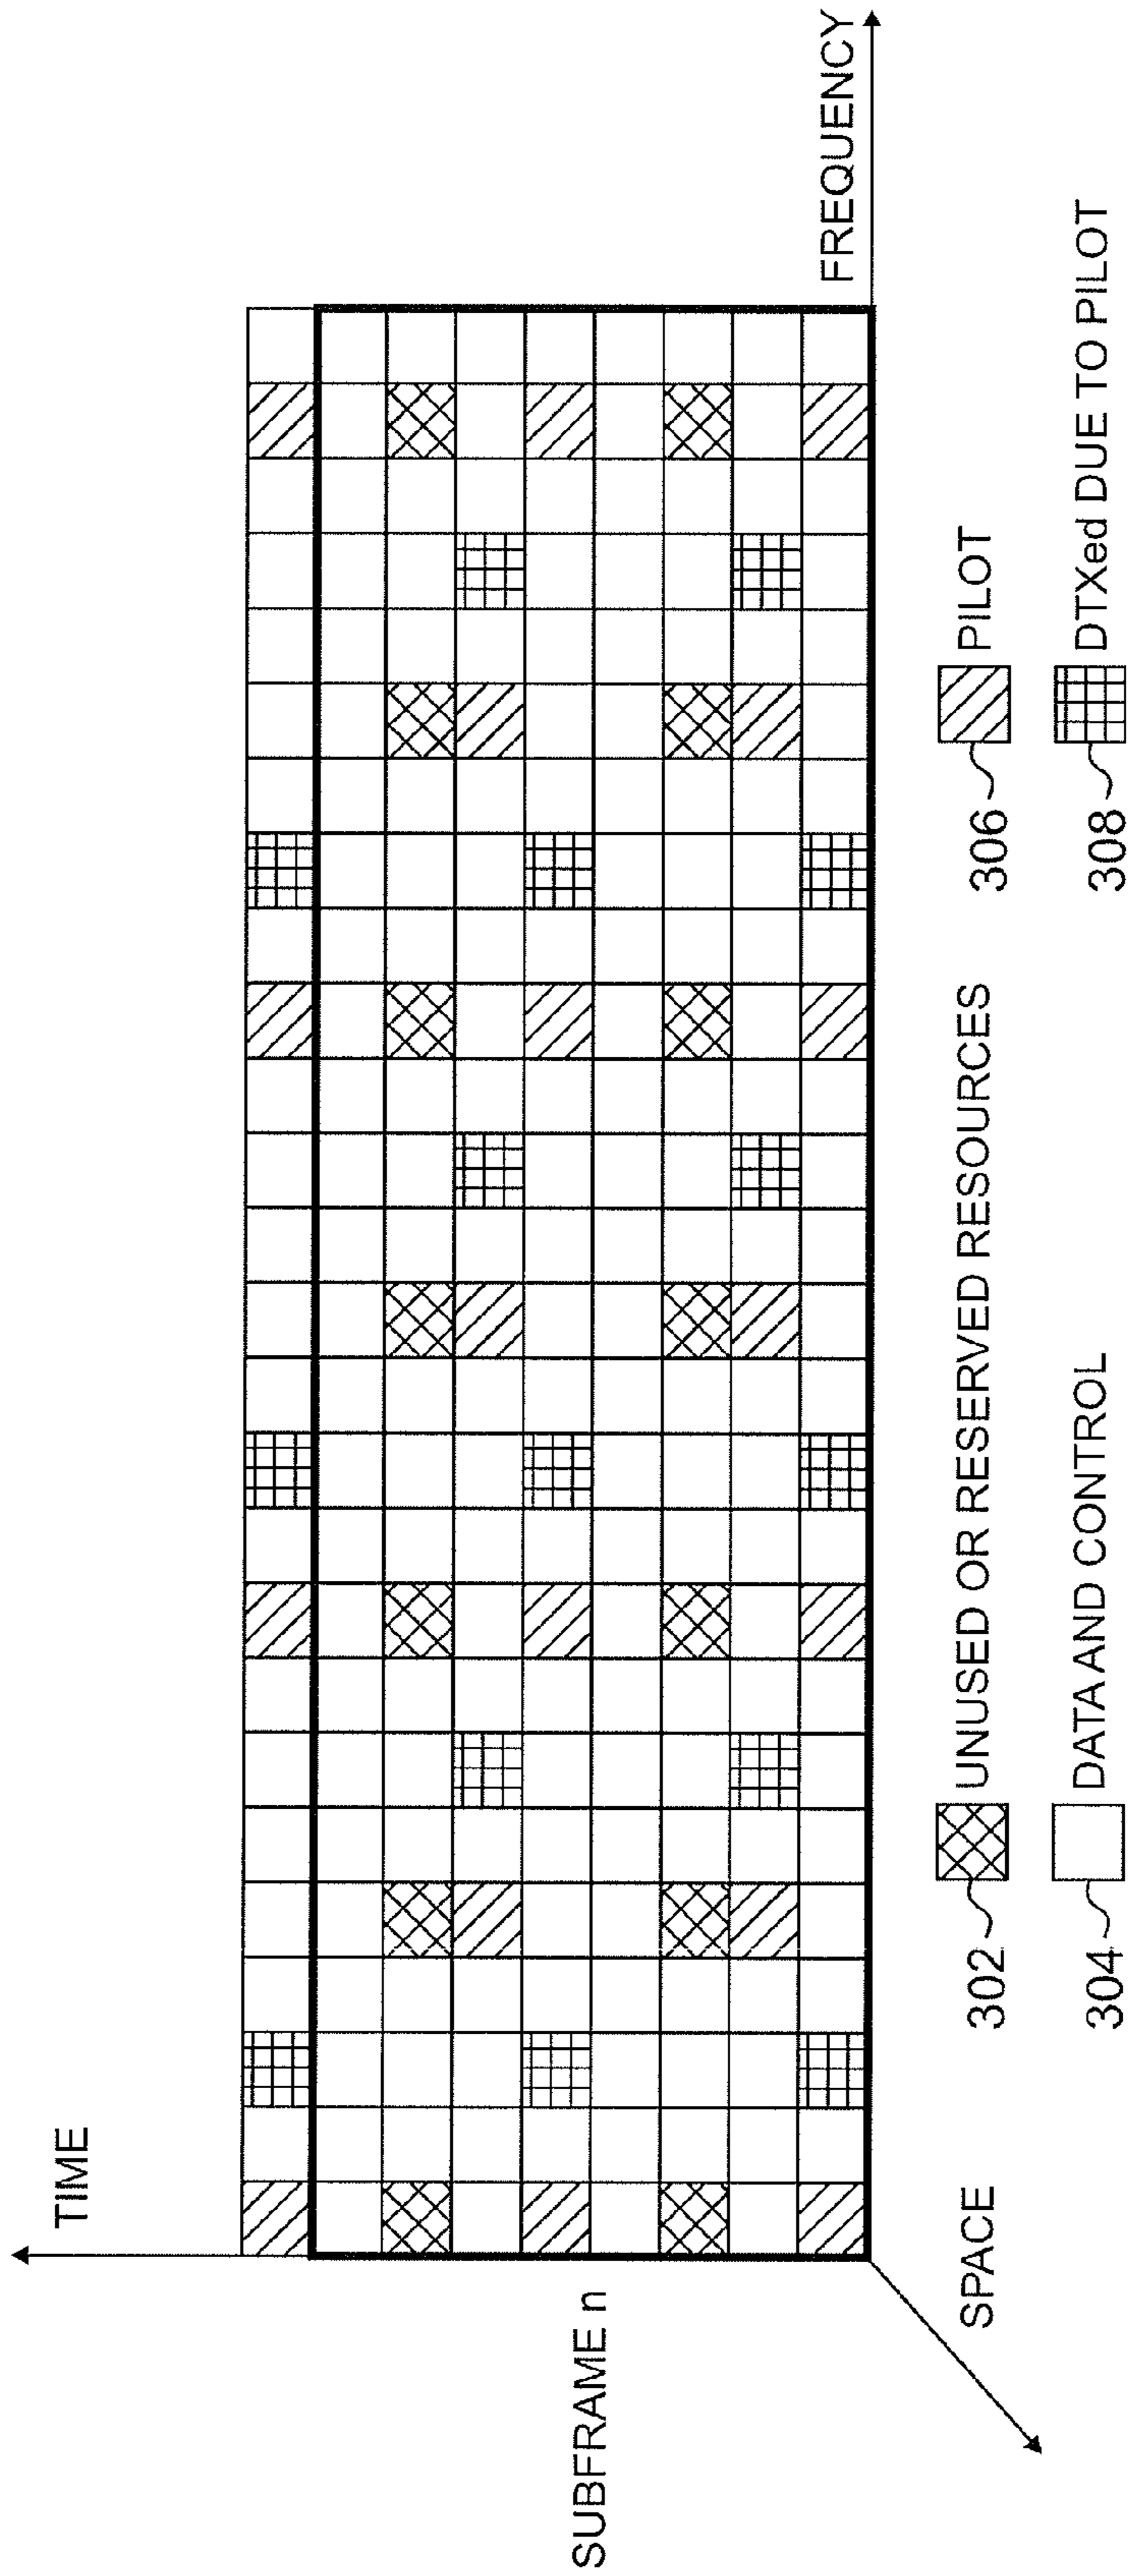 TIME
SUBFRAME n
FREQUENCY
SPACE
302 UNUSED OR RESERVED RESOURCES
306 PILOT
304 DATA AND CONTROL
308 DTXed DUE TO PILOT